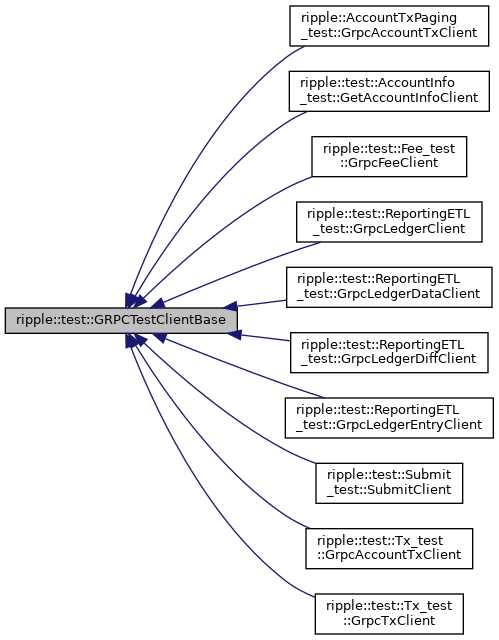 ripple::AccountTxPaging
_test::GrpcAccountTxClient
ripple::test::AccountInfo
_test::GetAccountInfoClient
ripple::test::Fee_test
::GrpcFeeClient
ripple::test::ReportingETL
_test::GrpcLedgerClient
ripple::test::ReportingETL
_test::GrpcLedgerDataClient
ripple::test::GRPCTestClientBase
ripple::test::ReportingETL
_test::GrpcLedgerDiffClient
ripple::test::ReportingETL
_test::GrpcLedgerEntryClient
ripple::test::Submit
_test::SubmitClient
ripple::test::Tx_test
::GrpcAccountTxClient
ripple::test::Tx_test
::GrpcTxClient